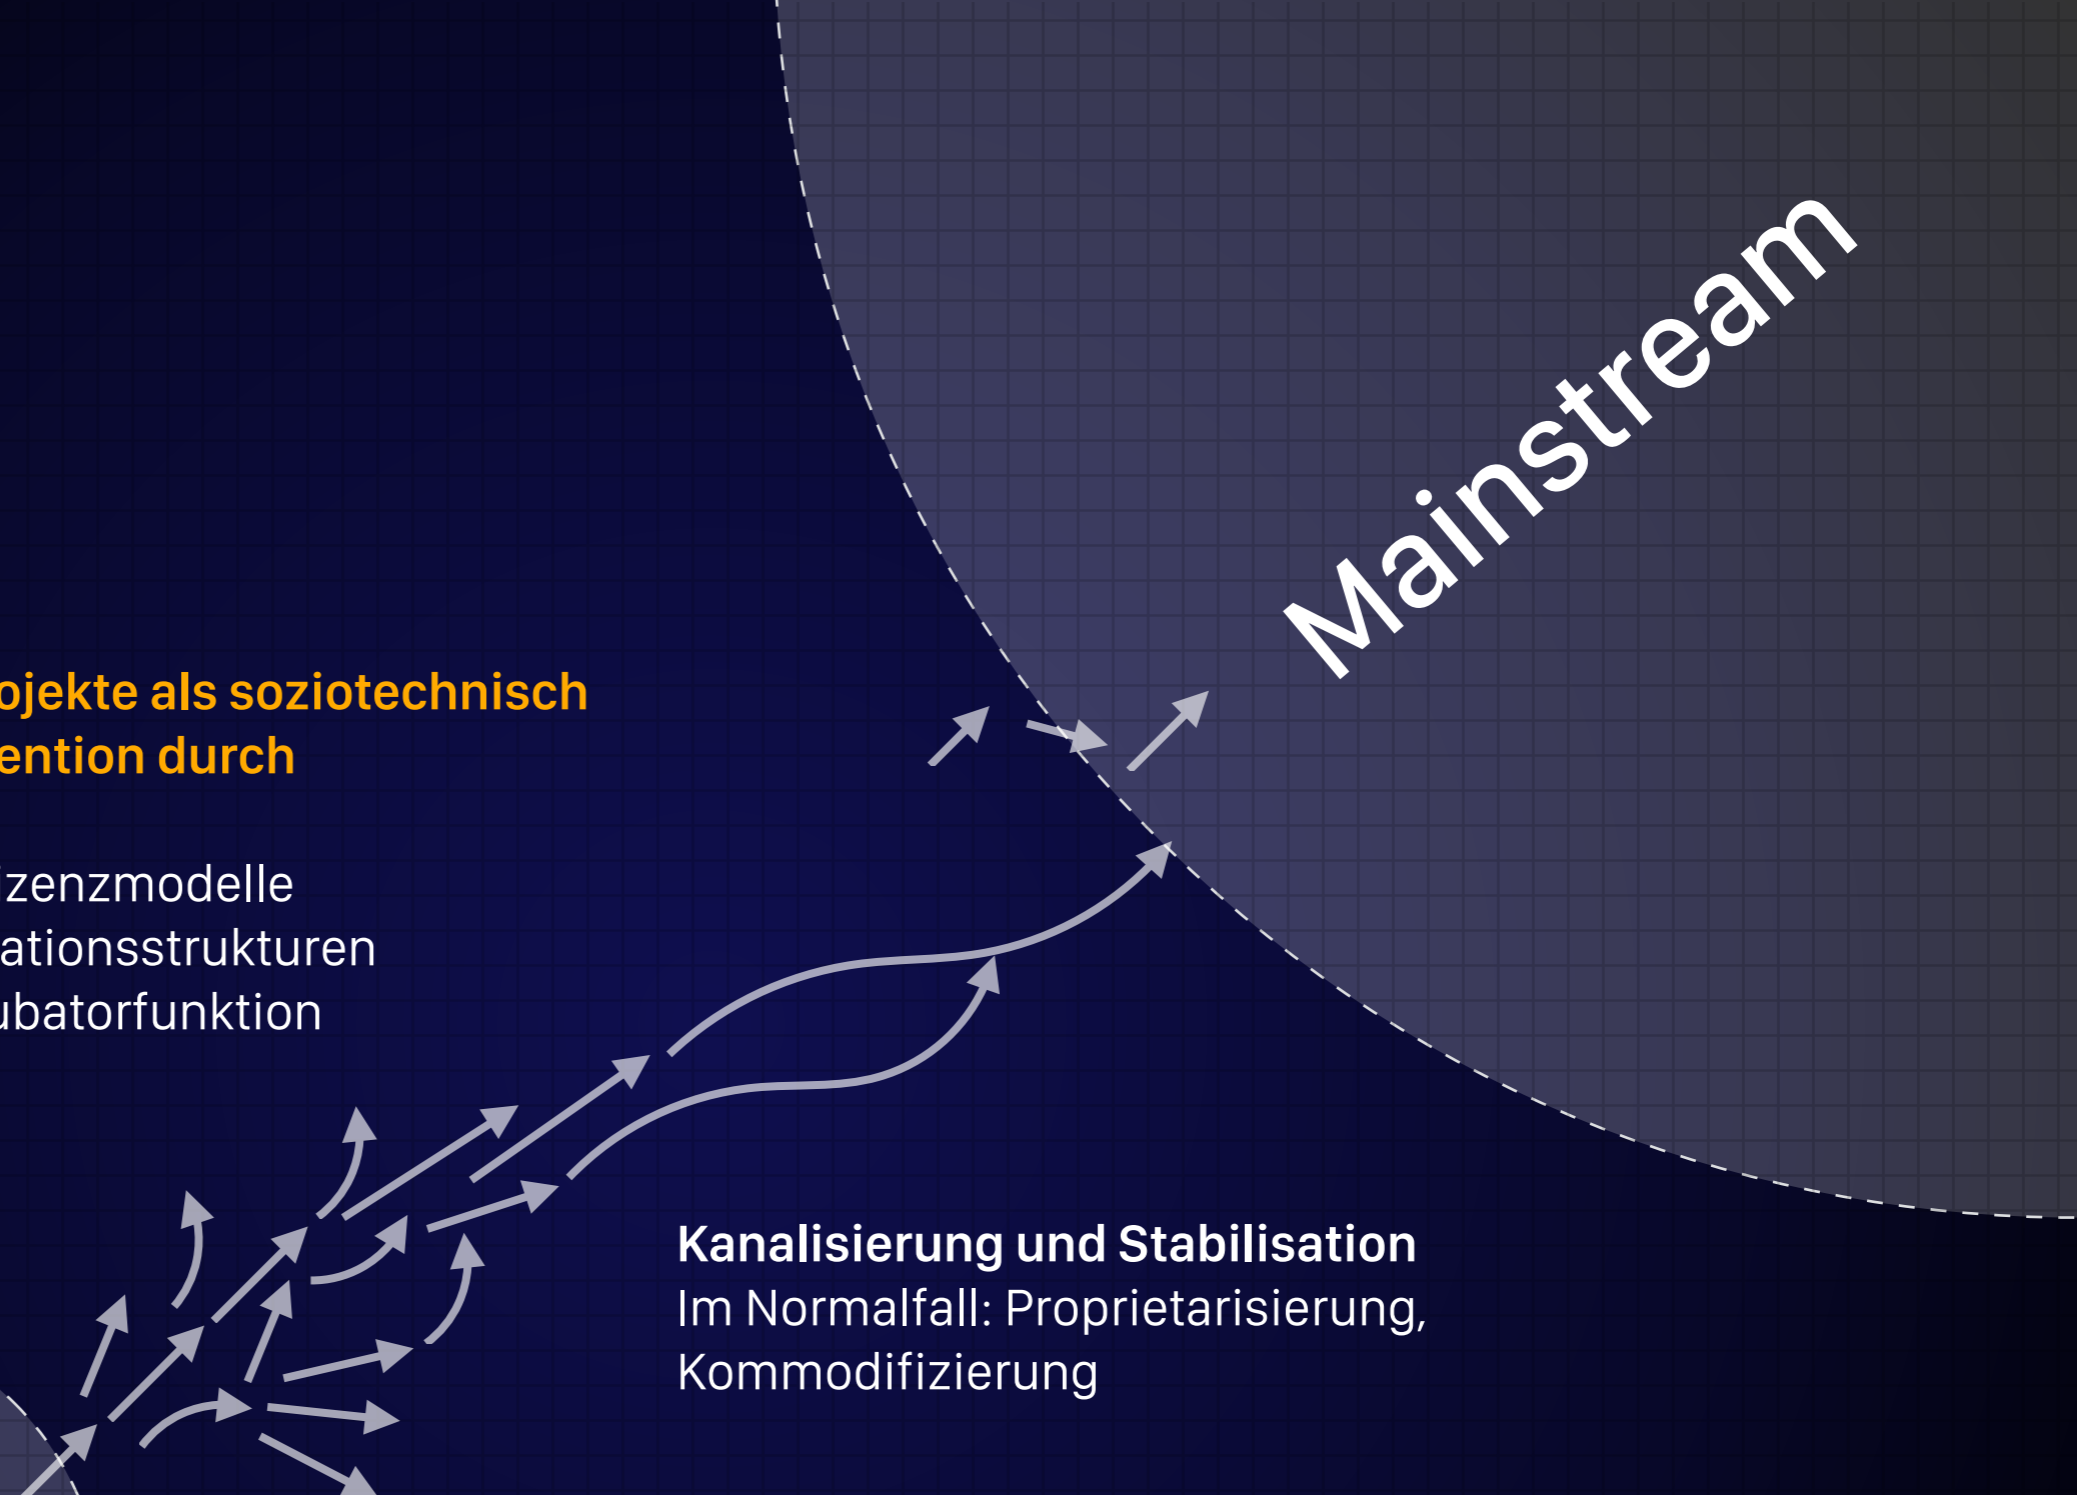 Mainstream
ojekte als soziotechnisch
ention durch
izenzmodelle
ationsstrukturen
ubatorfunktion
Kanalisierung und Stabilisation
Im Normalfall: Proprietarisierung,
Kommodifizierung